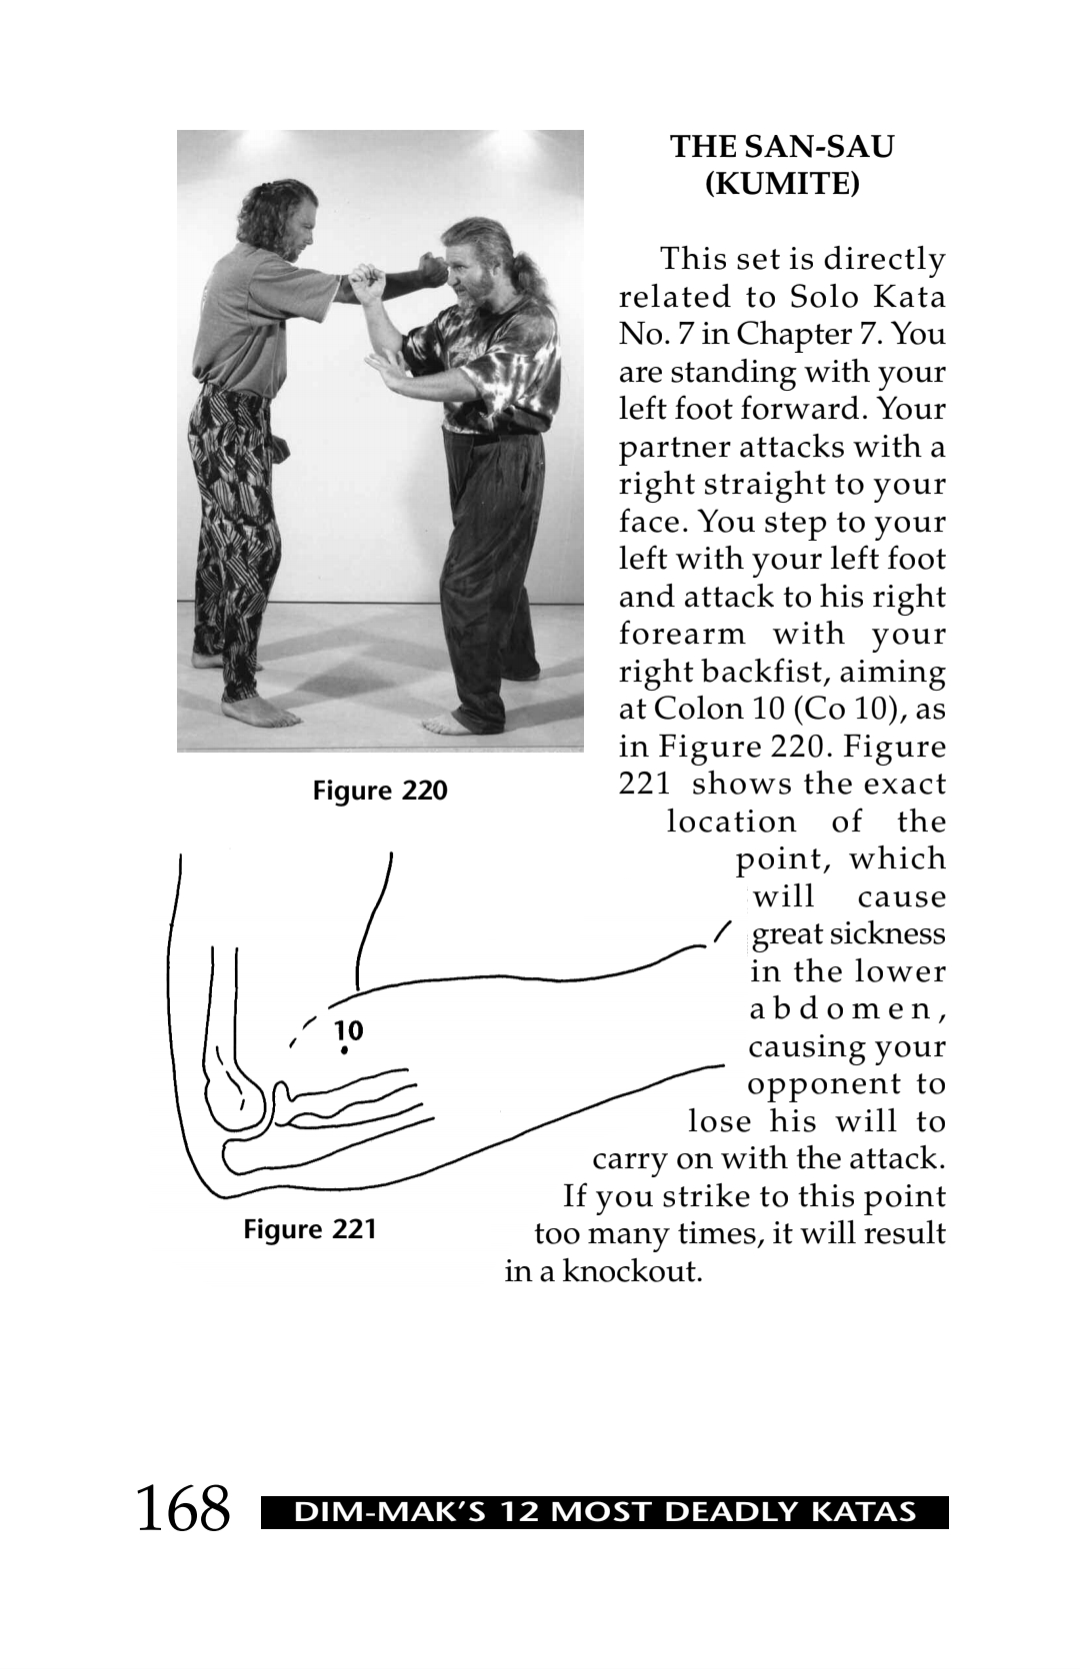 THE SAN-SAU
(KUMITE)
This set is directly
related to Solo Kata
No. 7 in Chapter 7. You
are standing with your
left foot forward. Your
partner attacks with a
right straight to your
face. You step to your
left with your left foot
and attack to his right
forearm with your
right backfist, aiming
at Colon 10 (Co 10), as
in Figure 220. Figure
221 shows the exact
location of the
point, which
will cause
great sickness
in the lower
abdomen,
causing your
opponent to
lose his will to
carry on with the attack.
If you strike to this point
too many times, it will result
in a knockout.
Figure 220
10
Figure 221
168
DIM-MAK'S 12 MOST DEADLY KATAS